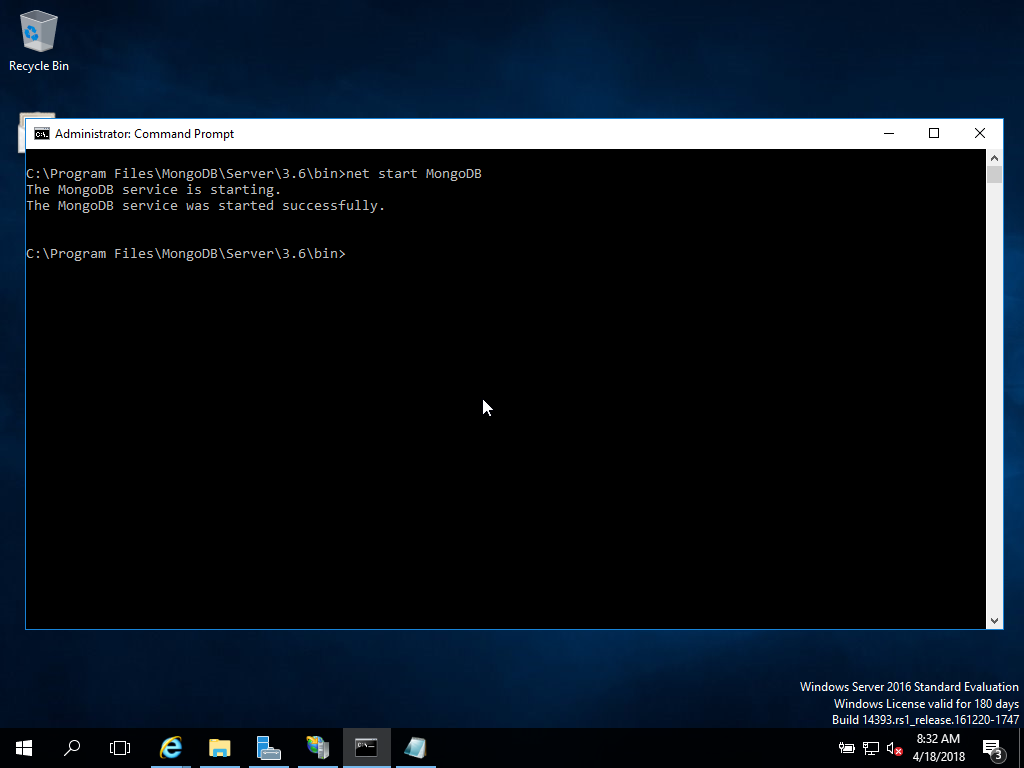 Recycle Bin
Administrator: Command Prompt
C:\Program Files\MongoDB\Server\3.6\bin>net start MongoDB
The MongoDB service is starting.
The MongoDB service was started successfully.
C:\Program Files\MongoDB\Server\3.6\bin>
Windows Server 2016 Standard Evaluation
Windows License valid for 180 days
Build 14393.rs1_release.161220-1747
8:32 AM
4/18/2018
3